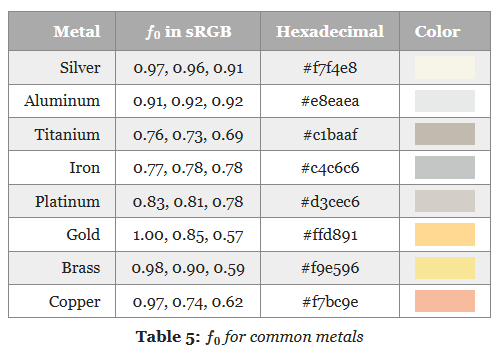 Metal f₀ in sRGB Hexadecimal Color
Silver 0.97, 0.96, 0.91 #f7f4e8
Aluminum 0.91, 0.92, 0.92 #e8eaea
Titanium 0.76, 0.73, 0.69 #c1baaf
Iron 0.77, 0.78, 0.78 #c4c6c6
Platinum 0.83, 0.81, 0.78 #d3cec6
Gold 1.00, 0.85, 0.57 #ffd891
Brass 0.98, 0.90, 0.59 #f9e596
Copper 0.97, 0.74, 0.62 #f7bc9e
Table 5: f₀ for common metals